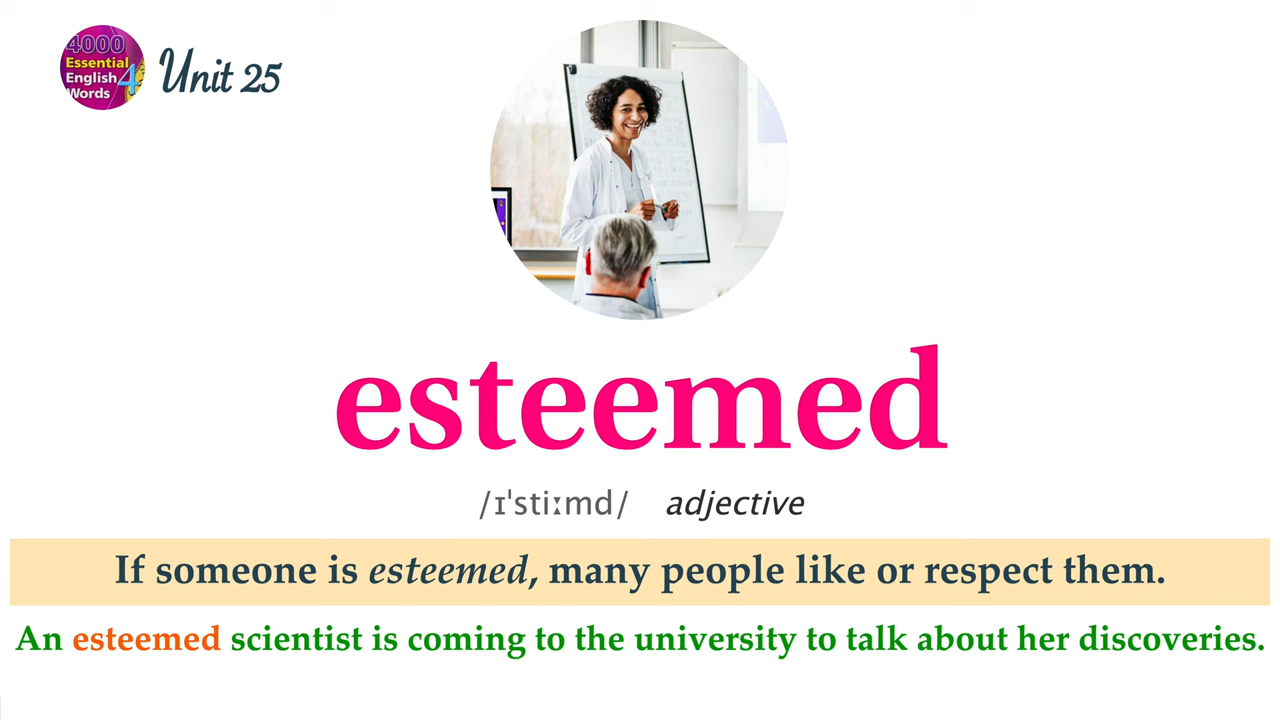 4000
Essential
English
Words
4
Unit 25
esteemed
/ɪˈstiːmd/ adjective
If someone is esteemed, many people like or respect them.
An esteemed scientist is coming to the university to talk about her discoveries.